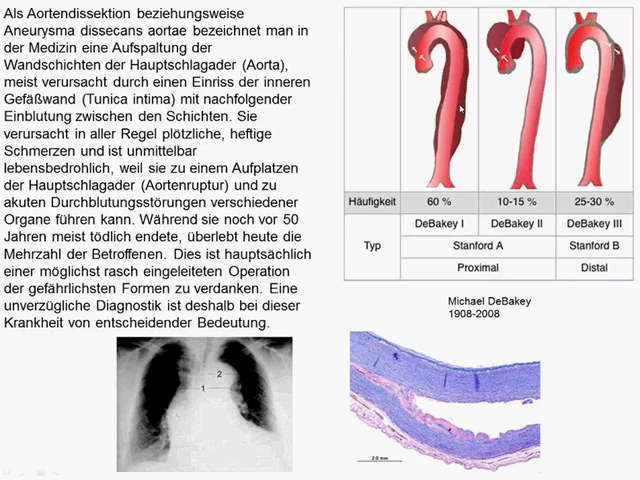 Als Aortendissektion beziehungsweise
Aneurysma dissecans aortae bezeichnet man in
der Medizin eine Aufspaltung der
Wandschichten der Hauptschlagader (Aorta),
meist verursacht durch einen Einriss der inneren
Gefäßwand (Tunica intima) mit nachfolgender
Einblutung zwischen den Schichten. Sie
verursacht in aller Regel plötzliche, heftige
Schmerzen und ist unmittelbar
lebensbedrohlich, weil sie zu einem Aufplatzen
der Hauptschlagader (Aortenruptur) und zu
akuten Durchblutungsstörungen verschiedener
Organe führen kann. Während sie noch vor 50
Jahren meist tödlich endete, überlebt heute die
Mehrzahl der Betroffenen. Dies ist hauptsächlich
einer möglichst rasch eingeleiteten Operation
der gefährlichsten Formen zu verdanken. Eine
unverzügliche Diagnostik ist deshalb bei dieser
Krankheit von entscheidender Bedeutung.
Häufigkeit 60 % 10-15 % 25-30 %
Typ
DeBakey I DeBakey II DeBakey III
Stanford A Stanford B
Proximal Distal
Michael DeBakey
1908-2008
2
1
2.0 mm